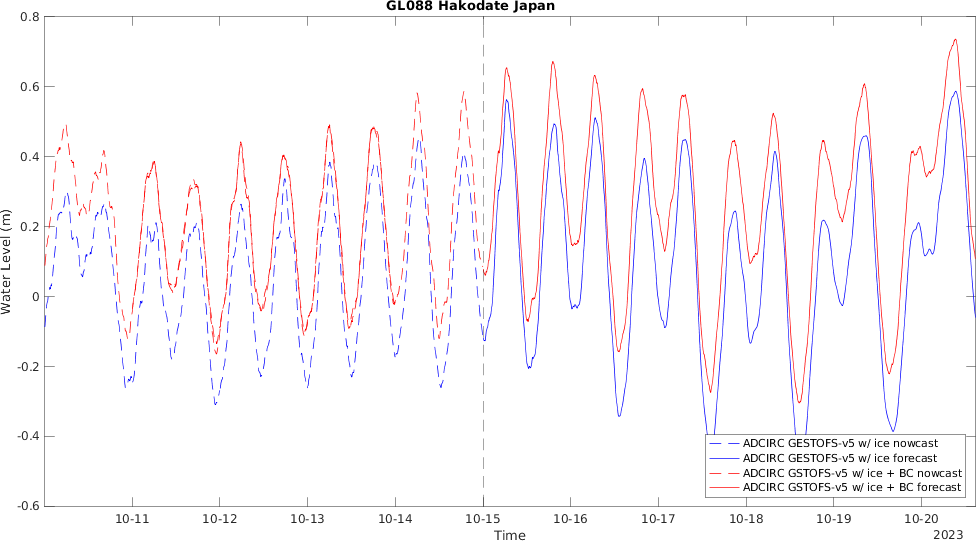 GL088 Hakodate Japan
0.8
0.6
0.4
0.2
0
-0.2
-0.4
-0.6
Water Level (m)
ADCIRC GESTOFS-v5 w/ ice nowcast
ADCIRC GESTOFS-v5 w/ ice forecast
ADCIRC GSTOFS-v5 w/ ice + BC nowcast
ADCIRC GSTOFS-v5 w/ ice + BC forecast
10-11 10-12 10-13 10-14 10-15 10-16 10-17 10-18 10-19 10-20
Time
2023